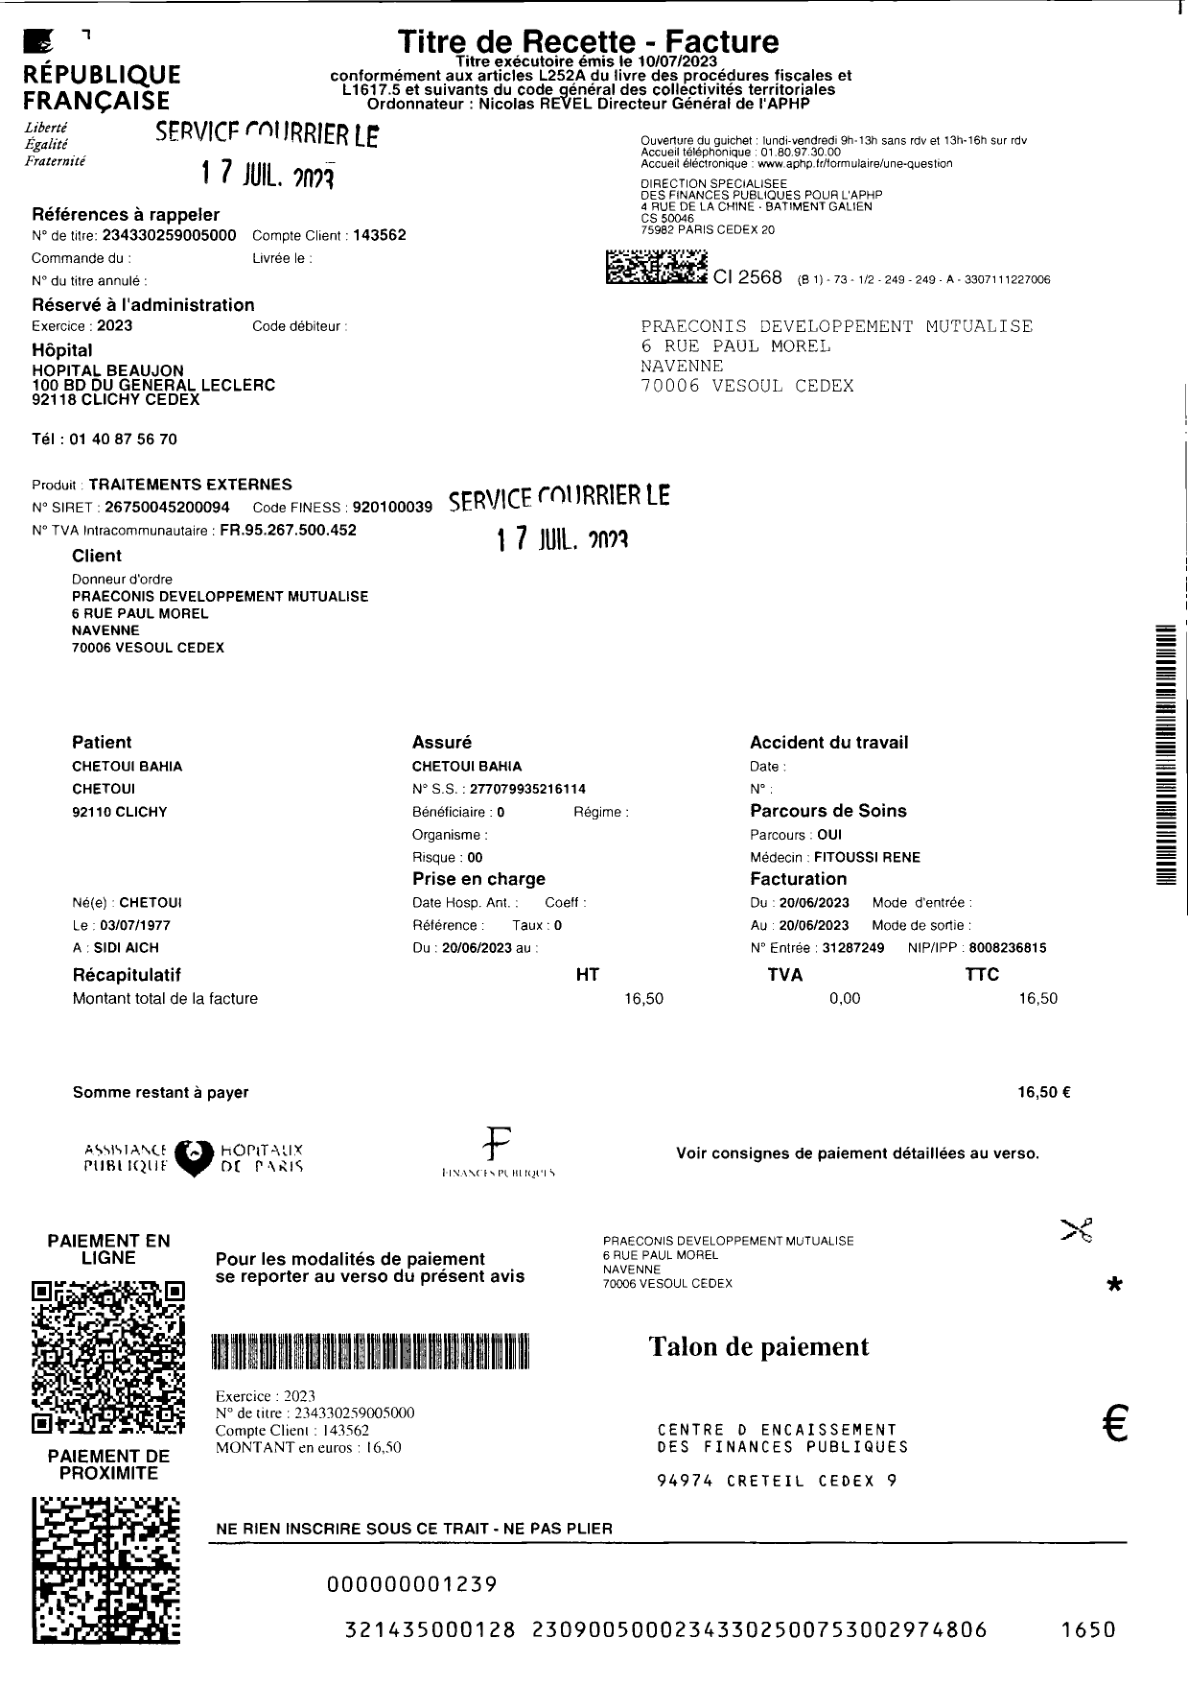 Titre de Recette - Facture
Titre exécutoire émis le 10/07/2023
conformément aux articles L252A du livre des procédures fiscales et
L1617.5 et suivants du code général des collectivités territoriales
Ordonnateur : Nicolas REVEL Directeur Général de l'APHP
RÉPUBLIQUE
FRANÇAISE
Liberté
Égalité
Fraternité
SERVICE COURRIER LE
17 JUIL. 2023
Ouverture du guichet : lundi-vendredi 9h-13h sans rdv et 13h-16h sur rdv
Accueil téléphonique : 01.80.97.30.00
Accueil éléctronique : www.aphp.fr/formulaire/une-question
DIRECTION SPECIALISEE
DES FINANCES PUBLIQUES POUR L'APHP
4 RUE DE LA CHINE - BATIMENT GALIEN
CS 50046
75982 PARIS CEDEX 20
Références à rappeler
N° de titre: 234330259005000 Compte Client : 143562
Commande du : Livrée le :
N° du titre annulé :
CI 2568 (B 1) - 73 - 1/2 - 249 - 249 - A - 3307111227006
Réservé à l'administration
Exercice : 2023 Code débiteur :
Hôpital
HOPITAL BEAUJON
100 BD DU GENERAL LECLERC
92118 CLICHY CEDEX
Tél : 01 40 87 56 70
PRAECONIS DEVELOPPEMENT MUTUALISE
6 RUE PAUL MOREL
NAVENNE
70006 VESOUL CEDEX
Produit : TRAITEMENTS EXTERNES
N° SIRET : 26750045200094 Code FINESS : 920100039
N° TVA Intracommunautaire : FR.95.267.500.452
SERVICE COURRIER LE
17 JUIL. 2023
Client
Donneur d'ordre
PRAECONIS DEVELOPPEMENT MUTUALISE
6 RUE PAUL MOREL
NAVENNE
70006 VESOUL CEDEX
Patient
CHETOUI BAHIA
CHETOUI
92110 CLICHY
Né(e) : CHETOUI
Le : 03/07/1977
A : SIDI AICH
Assuré
CHETOUI BAHIA
N° S.S. : 277079935216114
Bénéficiaire : 0 Régime :
Organisme :
Risque : 00
Prise en charge
Date Hosp. Ant. : Coeff :
Référence : Taux : 0
Du : 20/06/2023 au :
Accident du travail
Date :
N° :
Parcours de Soins
Parcours : OUI
Médecin : FITOUSSI RENE
Facturation
Du : 20/06/2023 Mode d'entrée :
Au : 20/06/2023 Mode de sortie :
N° Entrée : 31287249 NIP/IPP : 8008236815
Récapitulatif HT TVA TTC
Montant total de la facture 16,50 0,00 16,50
Somme restant à payer 16,50 €
ASSISTANCE PUBLIQUE HÔPITAUX DE PARIS
FINANCES PUBLIQUES
Voir consignes de paiement détaillées au verso.
PAIEMENT EN
LIGNE
Pour les modalités de paiement
se reporter au verso du présent avis
PRAECONIS DEVELOPPEMENT MUTUALISE
6 RUE PAUL MOREL
NAVENNE
70006 VESOUL CEDEX
*
Talon de paiement
Exercice : 2023
N° de titre : 234330259005000
Compte Client : 143562
MONTANT en euros : 16,50
€
CENTRE D ENCAISSEMENT
DES FINANCES PUBLIQUES
94974 CRETEIL CEDEX 9
PAIEMENT DE
PROXIMITE
NE RIEN INSCRIRE SOUS CE TRAIT - NE PAS PLIER
000000001239
321435000128 230900500023433025007530029748​06 1650